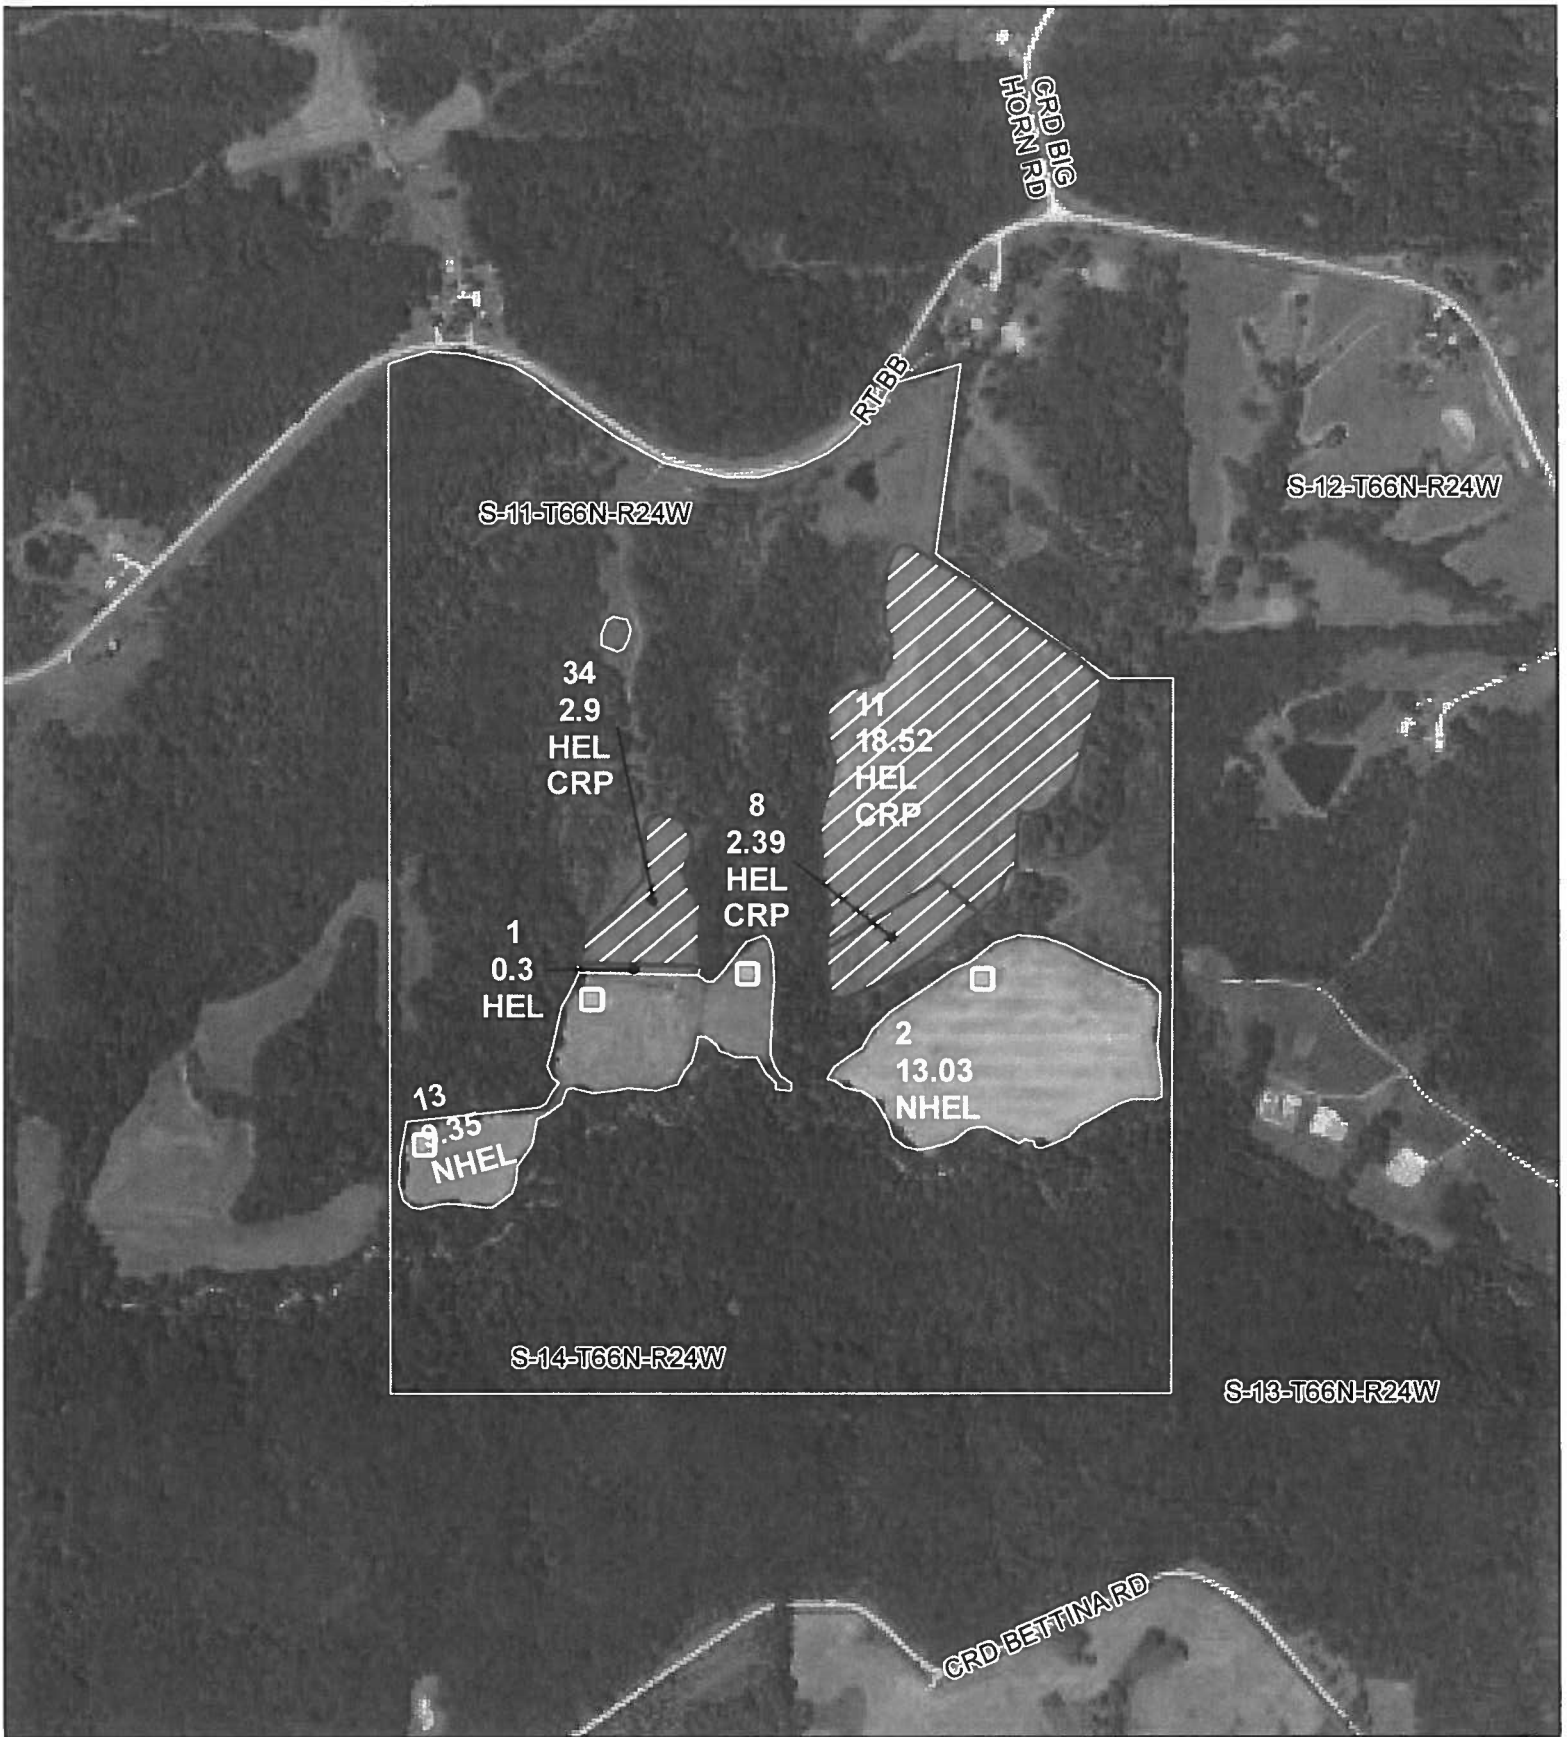 CRD BIG
HORN RD
RT BB
S-11-T66N-R24W
S-12-T66N-R24W
34
2.9
HEL
CRP
11
18.52
HEL
CRP
8
2.39
HEL
CRP
1
0.3
HEL
2
13.03
NHEL
13
9.35
NHEL
S-14-T66N-R24W
S-13-T66N-R24W
CRD BETTINA RD